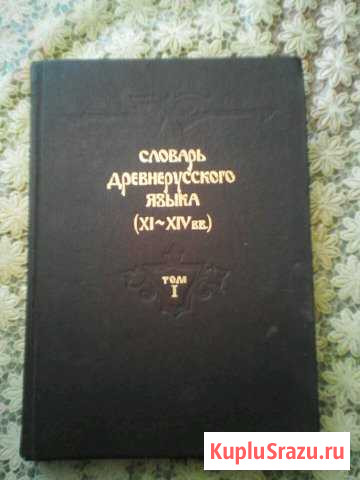 СЛОВАРЬ
ДРЕВНЕРУССКОГО
ЯЗЫКА
(XI~XIV вв.)
ТОМ
I
KupluSrazu.ru